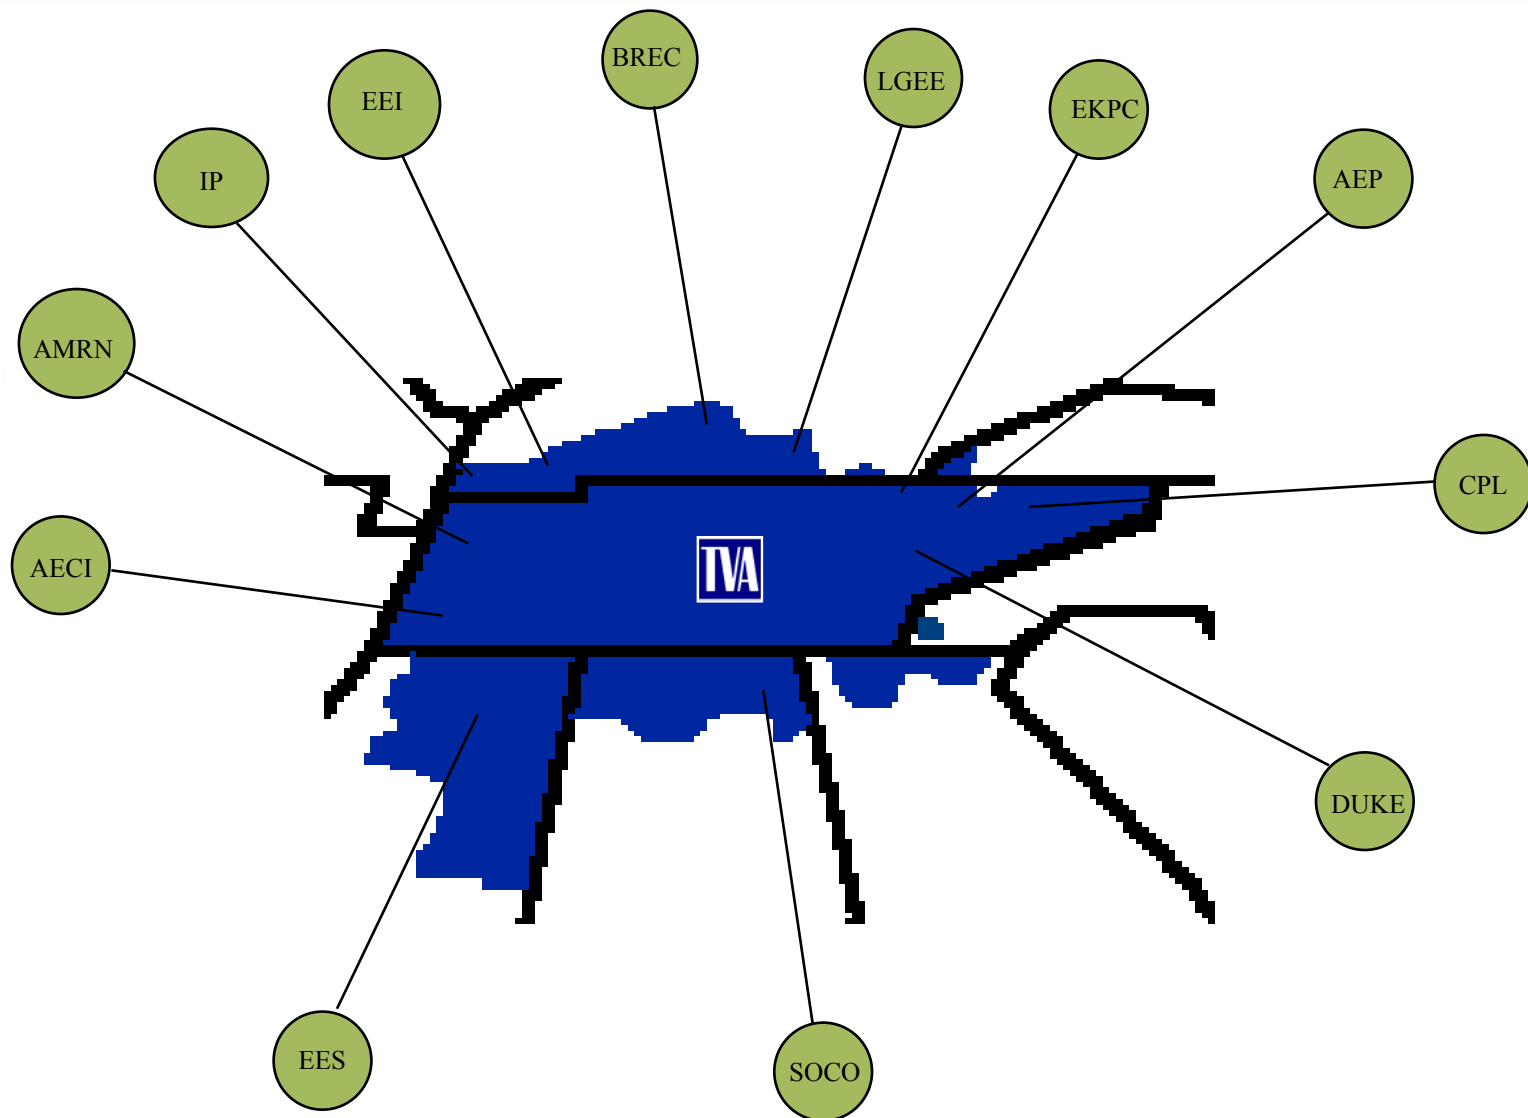 BREC
LGEE
EEI
EKPC
IP
AEP
AMRN
CPL
TVA
AECI
DUKE
EES
SOCO